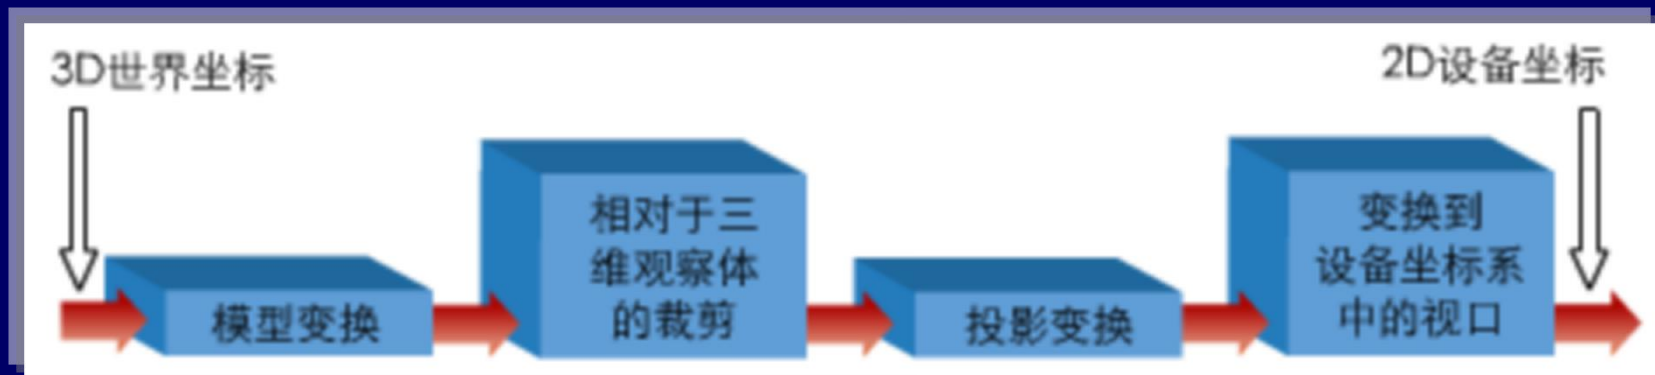 3D世界坐标
2D设备坐标
模型变换
相对于三
维观察体
的裁剪
投影变换
变换到
设备坐标系
中的视口